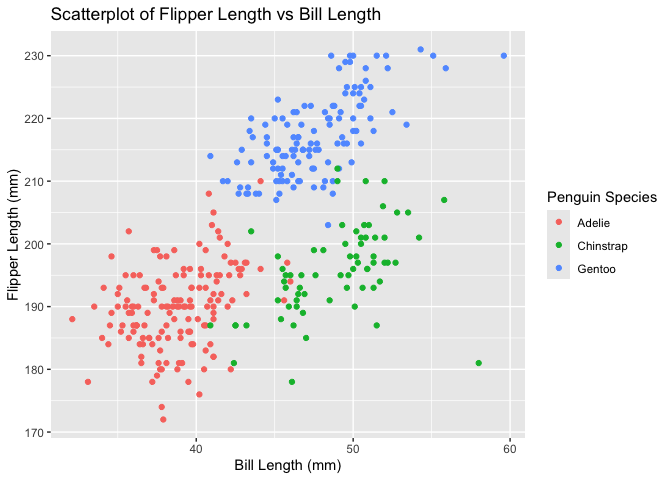 Scatterplot of Flipper Length vs Bill Length
230
220
210
200
190
180
170
40
50
60
Flipper Length (mm)
Bill Length (mm)
Penguin Species
Adelie
Chinstrap
Gentoo